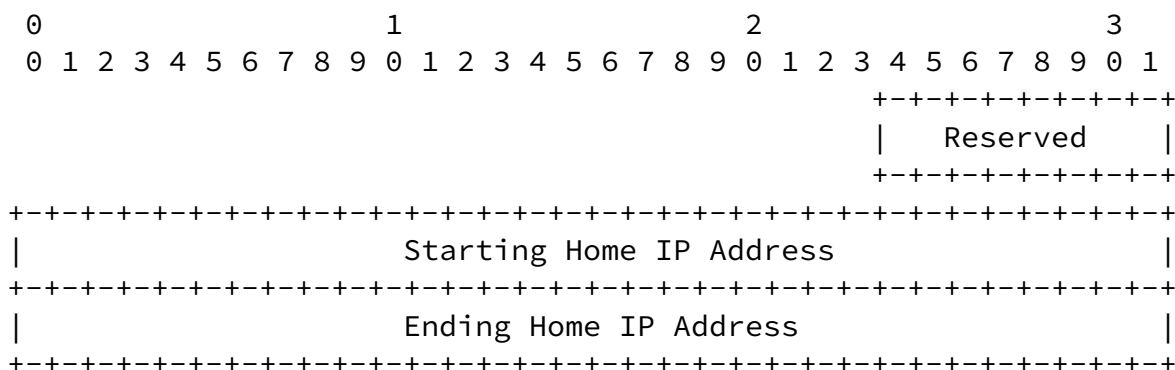 0                   1                   2                   3
 0 1 2 3 4 5 6 7 8 9 0 1 2 3 4 5 6 7 8 9 0 1 2 3 4 5 6 7 8 9 0 1
                                                +-+-+-+-+-+-+-+-+
                                                |   Reserved    |
                                                +-+-+-+-+-+-+-+-+
+-+-+-+-+-+-+-+-+-+-+-+-+-+-+-+-+-+-+-+-+-+-+-+-+-+-+-+-+-+-+-+-+
|                     Starting Home IP Address                  |
+-+-+-+-+-+-+-+-+-+-+-+-+-+-+-+-+-+-+-+-+-+-+-+-+-+-+-+-+-+-+-+-+
|                     Ending Home IP Address                    |
+-+-+-+-+-+-+-+-+-+-+-+-+-+-+-+-+-+-+-+-+-+-+-+-+-+-+-+-+-+-+-+-+